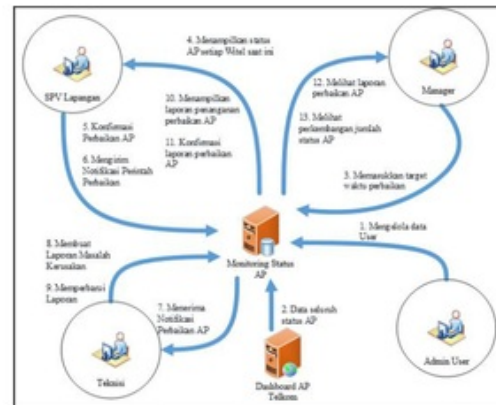 4. Menampilkan status
AP setiap Witel saat ini
SPV Lapangan
Manager
12. Melihat laporan
perbaikan AP
10. Menampilkan
laporan penanganan
perbaikan AP
13. Melihat
perkembangan jumlah
status AP
5. Konfirmasi
Perbaikan AP
11. Konfirmasi
laporan perbaikan
AP
6. Mengirim
Notifikasi Perintah
Perbaikan
3. Memasukkan target
waktu perbaikan
1. Mengelola data
User
8. Membuat
Laporan Masalah
Kerusakan
Monitoring Status
AP
9. Memperbarui
Laporan
7. Menerima
Notifikasi
Perbaikan AP
2. Data seluruh
status AP
Teknisi
Admin User
Dashboard AP
Telkom